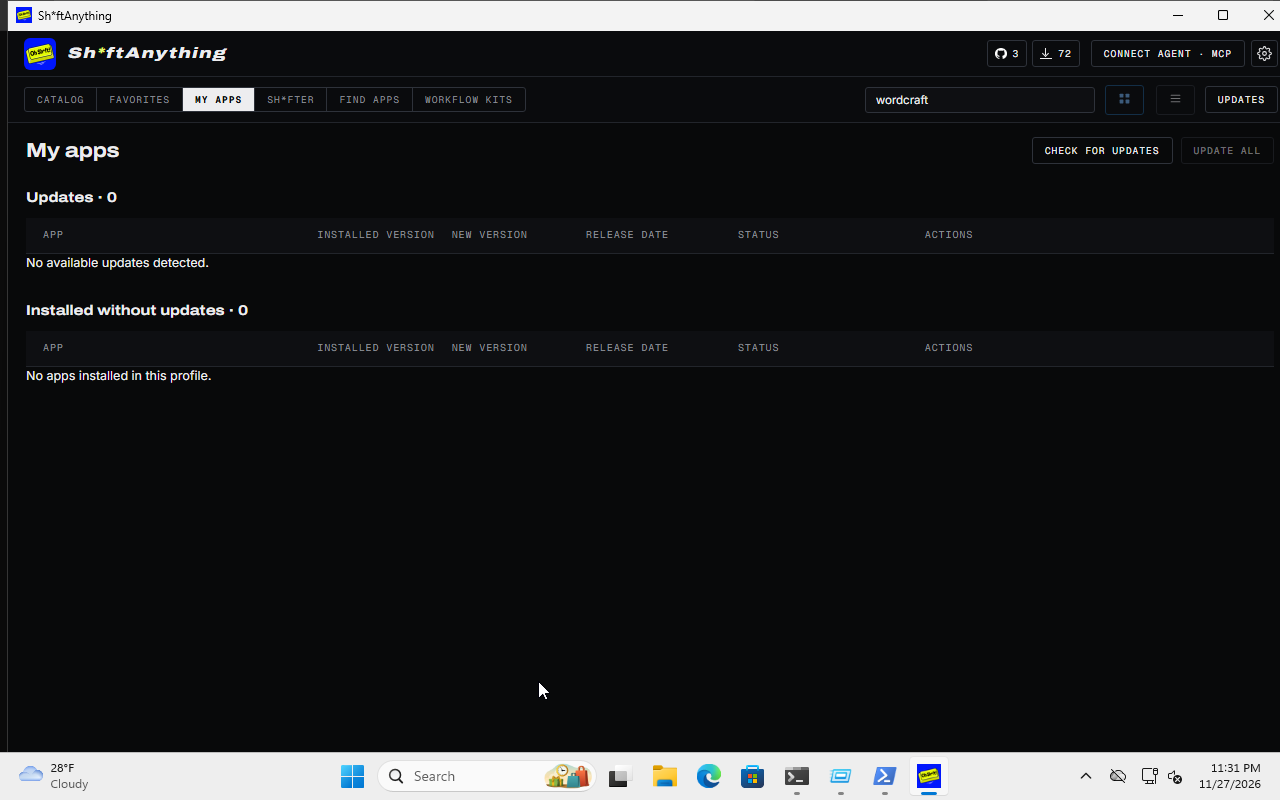 Sh*ftAnything
Oh Sh*ft!
Sh*ftAnything
3
72
CONNECT AGENT · MCP
CATALOG
FAVORITES
MY APPS
SH*FTER
FIND APPS
WORKFLOW KITS
wordcraft
UPDATES
My apps
CHECK FOR UPDATES
UPDATE ALL
Updates · 0
APP INSTALLED VERSION NEW VERSION RELEASE DATE STATUS ACTIONS
No available updates detected.
Installed without updates · 0
APP INSTALLED VERSION NEW VERSION RELEASE DATE STATUS ACTIONS
No apps installed in this profile.
28°F
Cloudy
Search
11:31 PM
11/27/2026